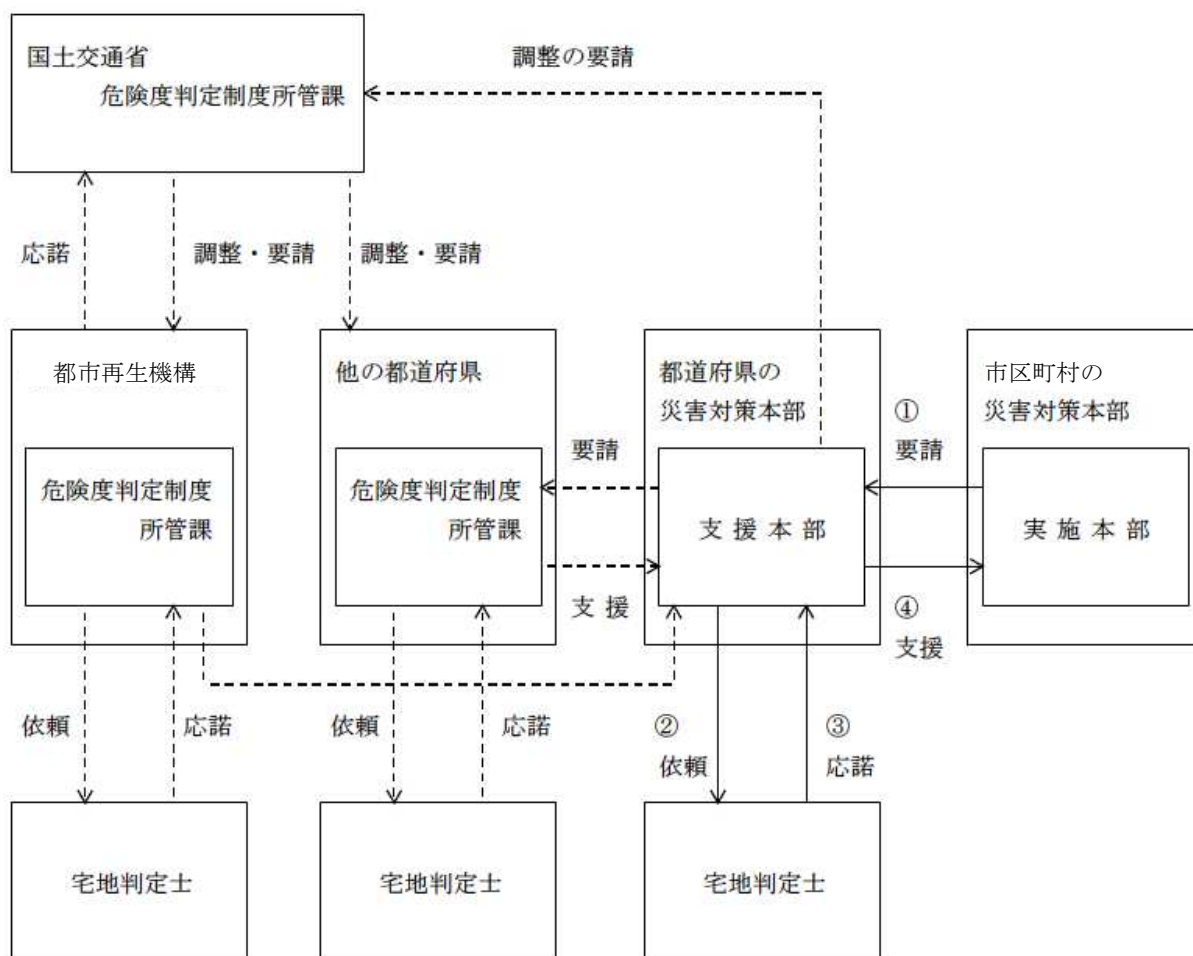 国土交通省
危険度判定制度所管課
調整の要請
応諾
調整・要請
調整・要請
都市再生機構
危険度判定制度
所管課
他の都道府県
危険度判定制度
所管課
要請
支 援
都道府県の
災害対策本部
支 援 本 部
①
要請
④
支援
市区町村の
災害対策本部
実 施 本 部
依頼
応諾
依頼
応諾
②
依頼
③
応諾
宅地判定士
宅地判定士
宅地判定士